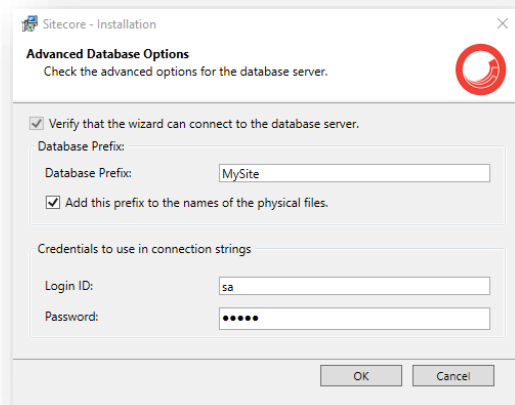 Sitecore - Installation
Advanced Database Options
Check the advanced options for the database server.
Verify that the wizard can connect to the database server.
Database Prefix:
Database Prefix: MySite
Add this prefix to the names of the physical files.
Credentials to use in connection strings
Login ID: sa
Password: •••••
OK Cancel